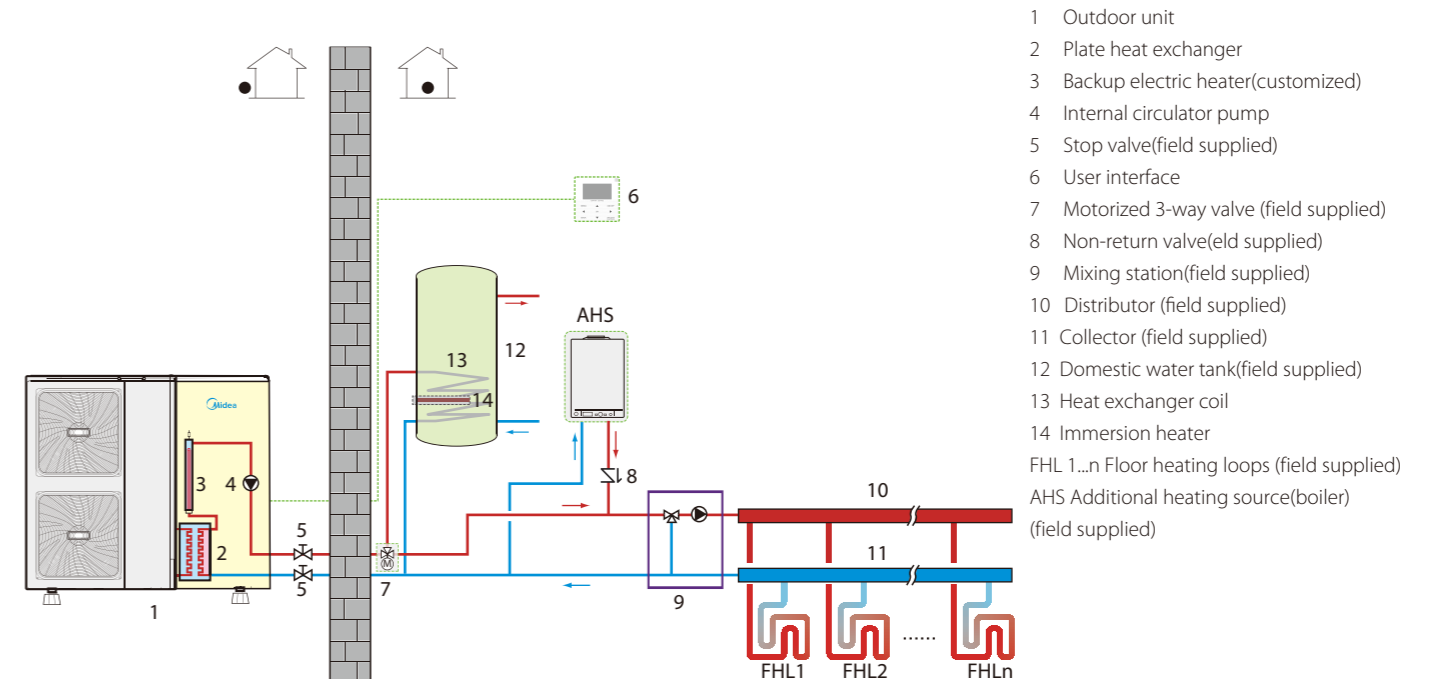 6
AHS
12
13
14
Midea
3
4
8
10
5
2
11
M
5
7
9
1
......
FHL1
FHL2
FHLn
1 Outdoor unit
2 Plate heat exchanger
3 Backup electric heater(customized)
4 Internal circulator pump
5 Stop valve(field supplied)
6 User interface
7 Motorized 3-way valve (field supplied)
8 Non-return valve(eld supplied)
9 Mixing station(field supplied)
10 Distributor (field supplied)
11 Collector (field supplied)
12 Domestic water tank(field supplied)
13 Heat exchanger coil
14 Immersion heater
FHL 1...n Floor heating loops (field supplied)
AHS Additional heating source(boiler)
(field supplied)